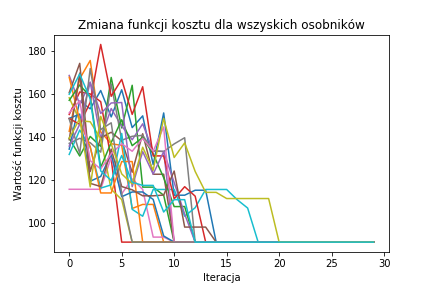 Zmiana funkcji kosztu dla wszyskich osobników
Wartość funkcji kosztu
180
160
140
120
100
0 5 10 15 20 25 30
Iteracja